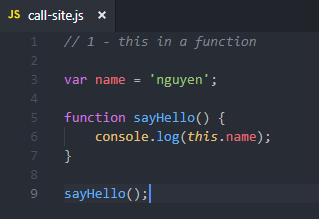 JS call-site.js ×
1 // 1 - this in a function
2
3 var name = 'nguyen';
4
5 function sayHello() {
6     console.log(this.name);
7 }
8
9 sayHello();